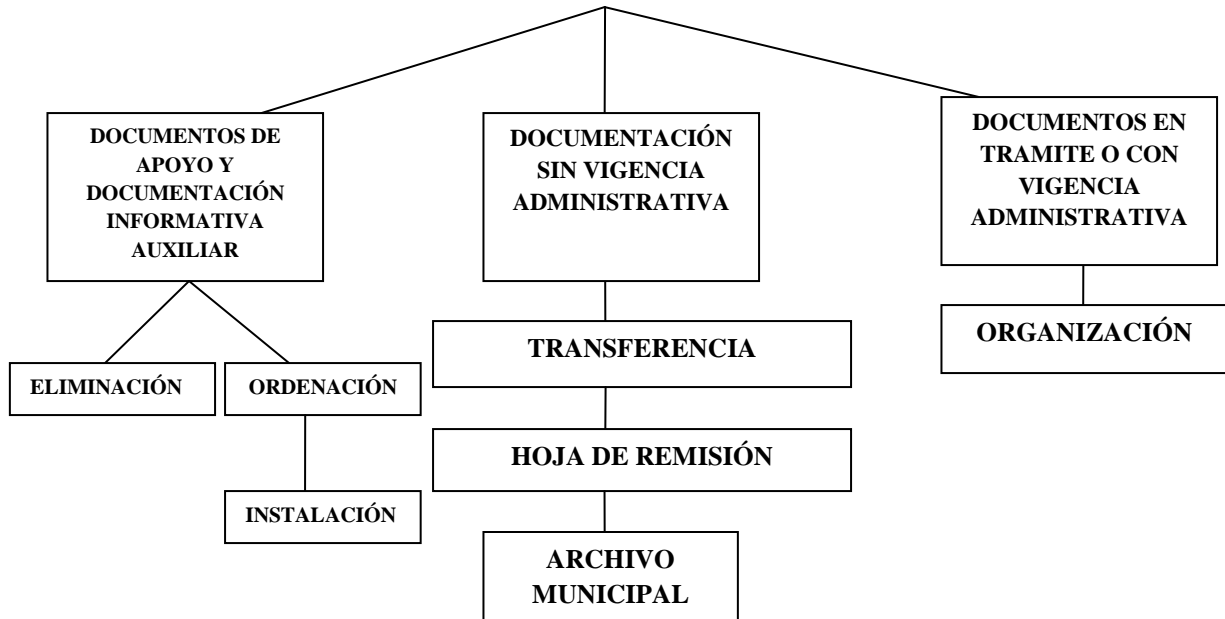 DOCUMENTOS DE
APOYO Y
DOCUMENTACIÓN
INFORMATIVA
AUXILIAR
DOCUMENTACIÓN
SIN VIGENCIA
ADMINISTRATIVA
DOCUMENTOS EN
TRAMITE O CON
VIGENCIA
ADMINISTRATIVA
ELIMINACIÓN
ORDENACIÓN
INSTALACIÓN
TRANSFERENCIA
HOJA DE REMISIÓN
ARCHIVO
MUNICIPAL
ORGANIZACIÓN